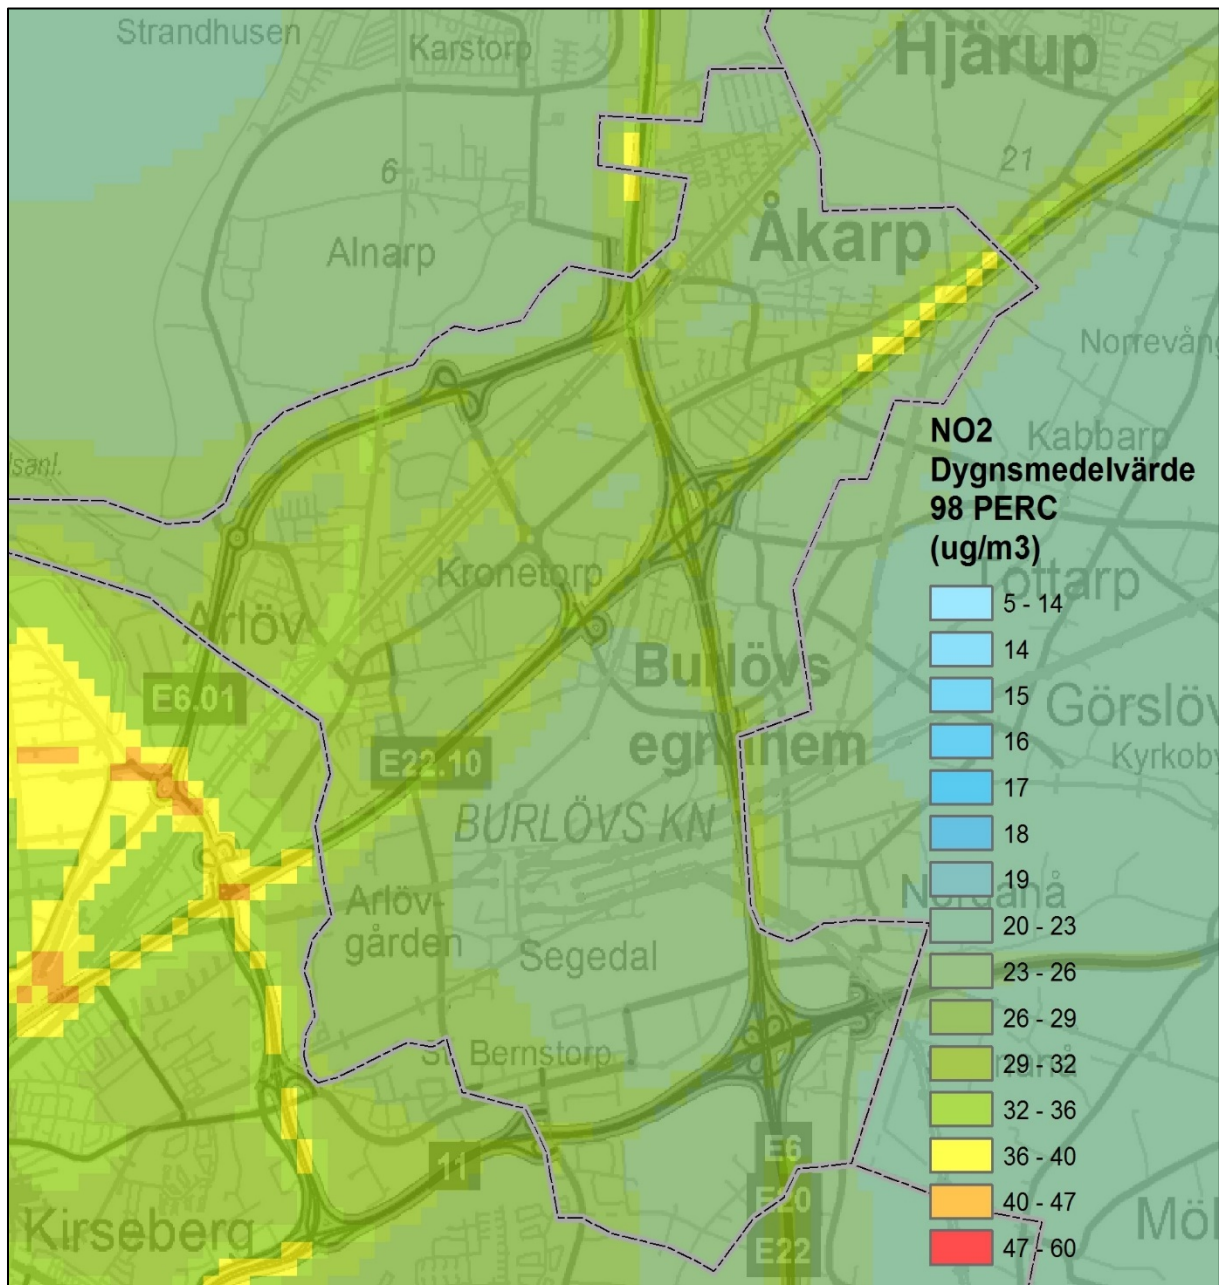 Strandhusen
Karstorp
Hjärup
6
21
Alnarp
Åkarp
Norrevång
NO2
Dygnsmedelvärde
98 PERC
(ug/m3)
Kabbarp
lsanl.
Kronetorp
Arlöv
Burlövs
egnahem
Görslöv
Kyrkoby
E6.01
E22.10
BURLÖVS KN
5 - 14
14
15
16
17
18
19
20 - 23
23 - 26
26 - 29
29 - 32
32 - 36
36 - 40
40 - 47
47 - 60
Nordanå
Arlöv-
gården
Segedal
St. Bernstorp
11
E6
E20
E22
Kirseberg